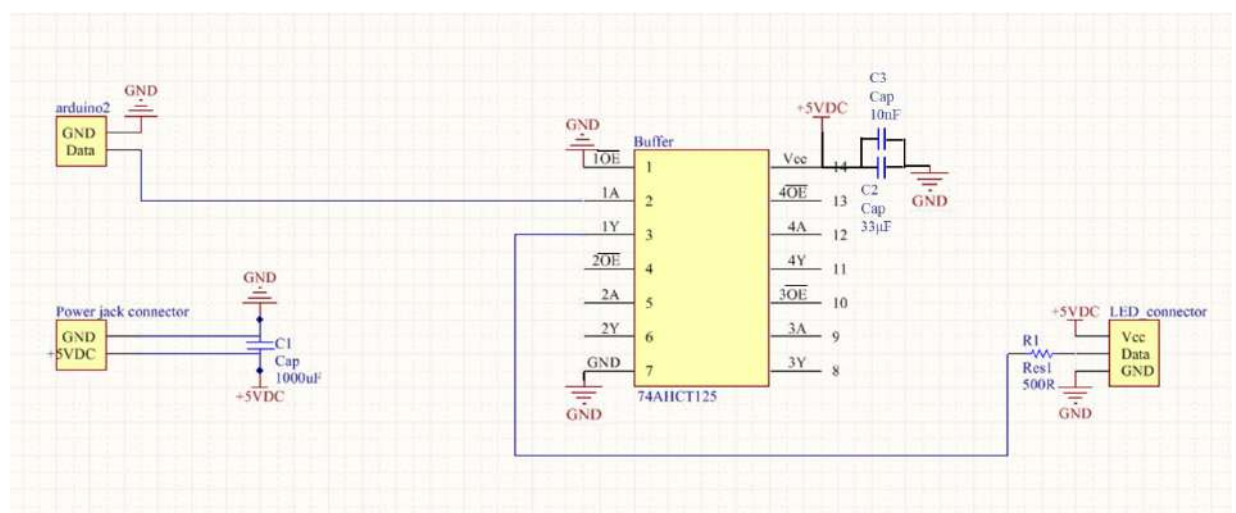 arduino2
GND
GND
Data
Power jack connector
GND
+5VDC
GND
C1
Cap
1000uF
+5VDC
GND
Buffer
1OE
1
1A
2
1Y
3
2OE
4
2A
5
2Y
6
GND
7
GND
Vcc
14
4OE
13
4A
12
4Y
11
3OE
10
3A
9
3Y
8
74AHCT125
+5VDC
C3
Cap
10nF
C2
Cap
33µF
GND
R1
Res1
500R
+5VDC
LED_connector
Vcc
Data
GND
GND